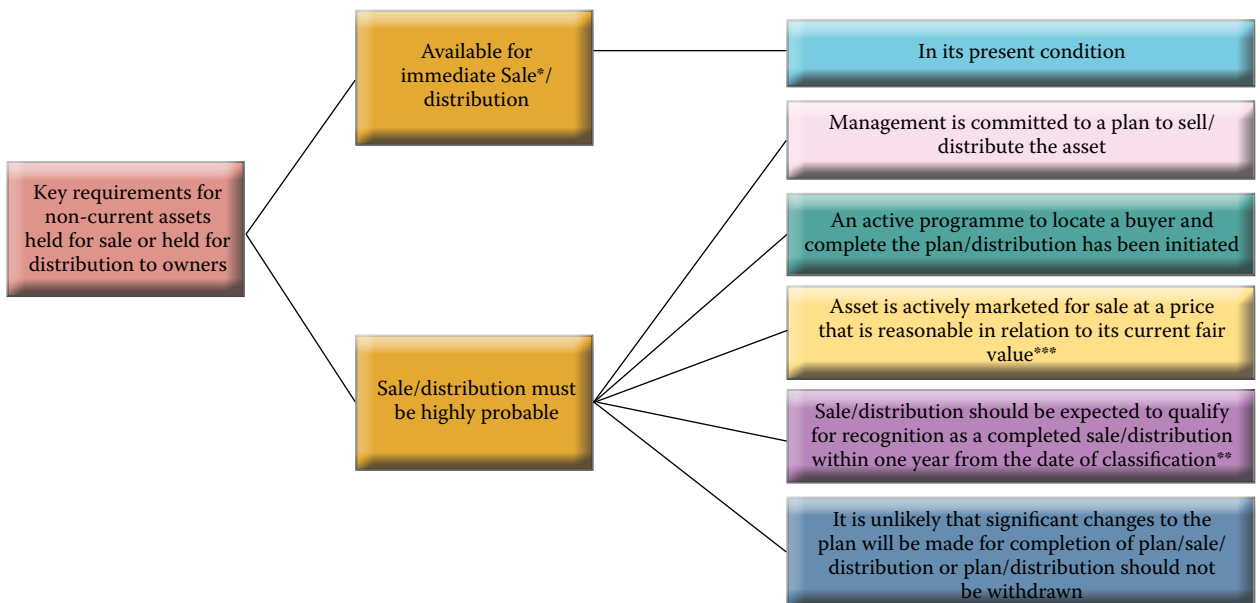 Key requirements for
non-current assets
held for sale or held for
distribution to owners
Available for
immediate Sale*/
distribution
In its present condition
Sale/distribution must
be highly probable
Management is committed to a plan to sell/
distribute the asset
An active programme to locate a buyer and
complete the plan/distribution has been initiated
Asset is actively marketed for sale at a price
that is reasonable in relation to its current fair
value***
Sale/distribution should be expected to qualify
for recognition as a completed sale/distribution
within one year from the date of classification**
It is unlikely that significant changes to the
plan will be made for completion of plan/sale/
distribution or plan/distribution should not
be withdrawn